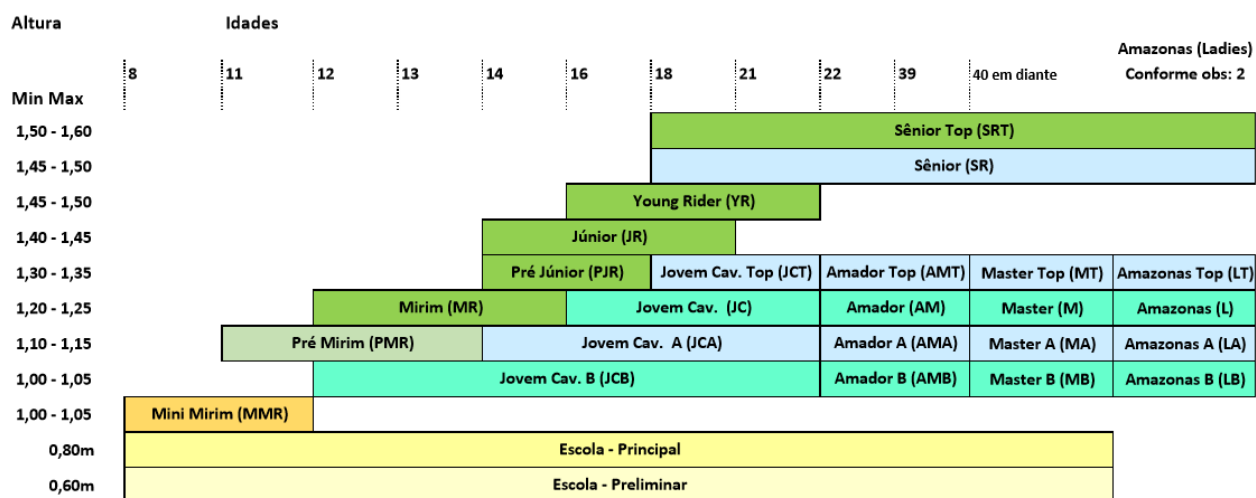 Altura Idades
Amazonas (Ladies)
8 11 12 13 14 16 18 21 22 39 40 em diante Conforme obs: 2
Min Max
1,50 - 1,60 Sênior Top (SRT)
1,45 - 1,50 Sênior (SR)
1,45 - 1,50 Young Rider (YR)
1,40 - 1,45 Júnior (JR)
1,30 - 1,35 Pré Júnior (PJR) Jovem Cav. Top (JCT) Amador Top (AMT) Master Top (MT) Amazonas Top (LT)
1,20 - 1,25 Mirim (MR) Jovem Cav. (JC) Amador (AM) Master (M) Amazonas (L)
1,10 - 1,15 Pré Mirim (PMR) Jovem Cav. A (JCA) Amador A (AMA) Master A (MA) Amazonas A (LA)
1,00 - 1,05 Jovem Cav. B (JCB) Amador B (AMB) Master B (MB) Amazonas B (LB)
1,00 - 1,05 Mini Mirim (MMR)
0,80m Escola - Principal
0,60m Escola - Preliminar